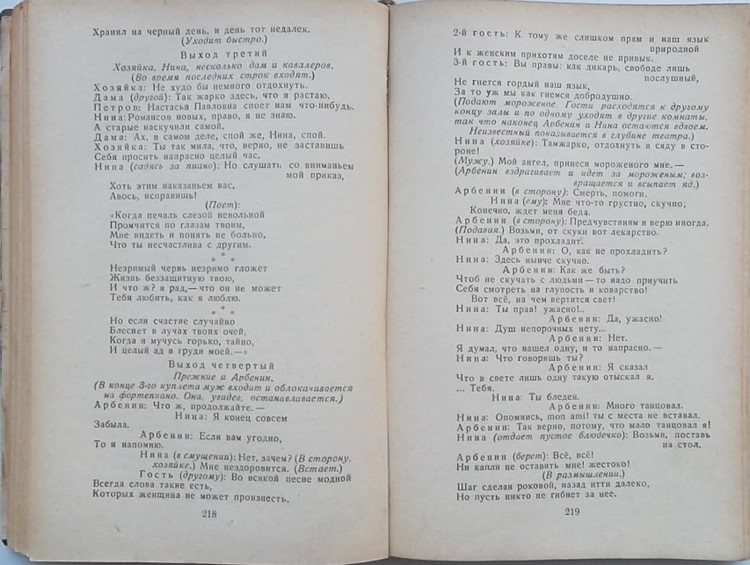 Хранил на черный день, и день тот недалек.
(Уходит быстро.)
Выход третий
Хозяйка, Нина, несколько дам и кавалеров.
(Во время последних строк входят.)
Хозяйка: Не худо бы немного отдохнуть.
Дама (другой): Так жарко здесь, что я растаю.
Петров: Настасья Павловна споет нам что-нибудь.
Нина: Романсов новых, право, я не знаю.
А старые наскучили самой.
Дама: Ах, в самом деле, спой же, Нина, спой.
Хозяйка: Ты так мила, что, верно, не заставишь
Себя просить напрасно целый час.
Нина (садясь за пиано): Но слушать со вниманьем
мой приказ,
Хоть этим наказаньем вас,
Авось, исправишь!
(Поет):
«Когда печаль слезой невольной
Промчится по глазам твоим,
Мне видеть и понять не больно,
Что ты несчастлива с другим.
* * *
Незримый червь незримо гложет
Жизнь беззащитную твою,
И что ж? я рад,— что он не может
Тебя любить, как я люблю.
* * *
Но если счастие случайно
Блеснет в лучах твоих очей,
Когда я мучусь горько, тайно,
И целый ад в груди моей.—»
Выход четвертый
Прежние и Арбенин,
(В конце 3-го куплета муж входит и облокачивается
на фортепиано. Она, увидев, останавливается.)
Арбенин: Что ж, продолжайте.—
Нина: Я конец совсем
Забыла.
Арбенин: Если вам угодно,
То я напомню.
Нина (в смущении): Нет, зачем? (В сторону,
хозяйке.) Мне нездоровится. (Встает.)
Гость (другому): Во всякой песне модной
Всегда слова такие есть,
Которых женщина не может произнесть,
218
2-й гость: К тому же слишком прям и наш язык
природной
И к женским прихотям доселе не привык.
3-й гость: Вы правы: как дикарь, свободе лишь
послушный,
Не гнется гордый наш язык,
За то уж мы как гнемся добродушно.
(Подают мороженое. Гости расходятся к другому
концу залы и по одному уходят в другие комнаты,
так что наконец Арбенин и Нина остаются вдвоем.
Неизвестный показывается в глубине театра.)
Нина (хозяйке): Там жарко, отдохнуть я сяду в сто-
роне!
(Мужу.) Мой ангел, принеси мороженого мне.—
(Арбенин вздрагивает и идет за мороженым; воз-
вращается и всыпает яд.)
Арбенин (в сторону): Смерть, помоги.
Нина (ему): Мне что-то грустно, скучно;
Конечно, ждет меня беда.
Арбенин (в сторону): Предчувствиям я верю иногда.
(Подавая.) Возьми, от скуки вот лекарство.
Нина: Да, это прохладит.
Арбенин: О, как не прохладить?
Нина: Здесь нынче скучно.
Арбенин: Как же быть?
Чтоб не скучать с людьми—то надо приучить
Себя смотреть на глупость и коварство!
Вот всё, на чем вертится свет!
Нина: Ты прав! ужасно!..
Арбенин: Да, ужасно!
Нина: Душ непорочных нету...
Арбенин: Нет.
Я думал, что нашел одну, и то напрасно.—
Нина: Что говоришь ты?
Арбенин: Я сказал
Что в свете лишь одну такую отыскал я.
... Тебя.
Нина: Ты бледен.
Арбенин: Много танцовал.
Нина: Опомнись, mon ami! ты с места не вставал.
Арбенин: Так верно, потому, что мало танцовал я!
Нина (отдает пустое блюдечко): Возьми, поставь
на стол.
Арбенин (берет): Всё, всё!
Ни капли не оставить мне! жестоко!
(В размышлении.)
Шаг сделан роковой, назад итти далеко,
Но пусть никто не гибнет за нее.
219